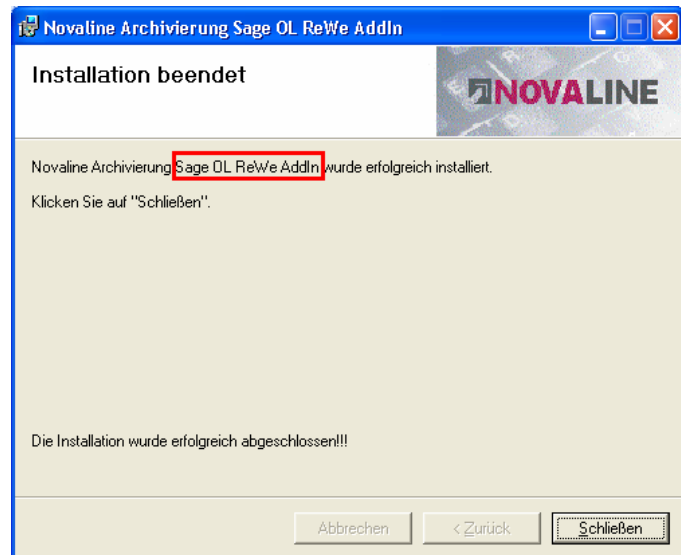 Novaline Archivierung Sage OL ReWe AddIn
Installation beendet
NOVALINE
Novaline Archivierung Sage OL ReWe AddIn wurde erfolgreich installiert.
Klicken Sie auf "Schließen".
Die Installation wurde erfolgreich abgeschlossen!!!
Abbrechen
< Zurück
Schließen